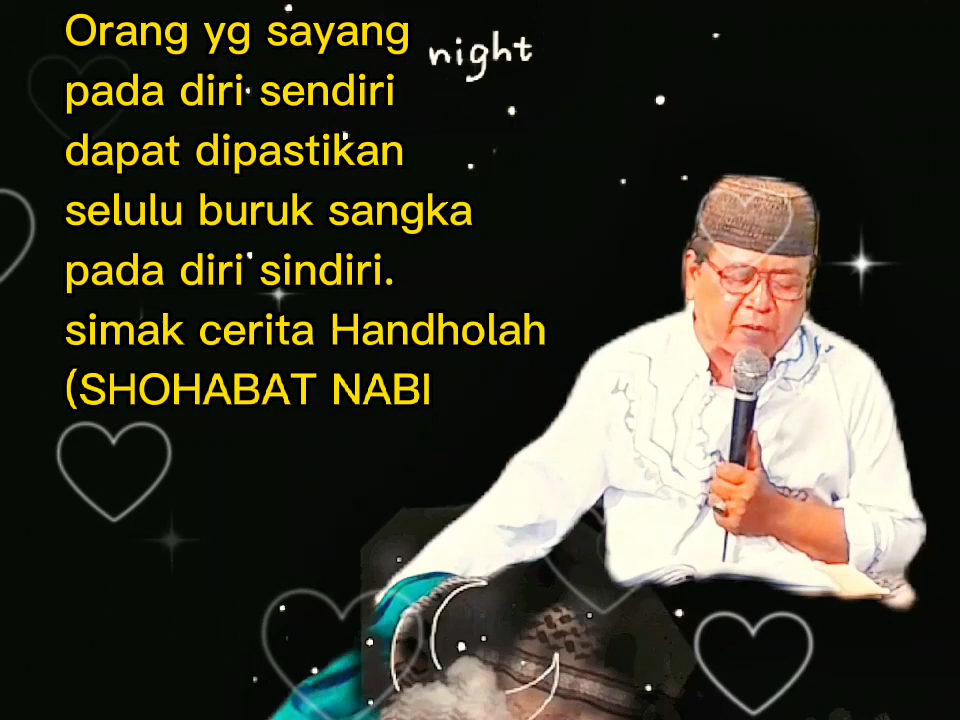 Orang yg sayang
night
pada diri sendiri
dapat dipastikan
selulu buruk sangka
pada diri sindiri.
simak cerita Handholah
(SHOHABAT NABI